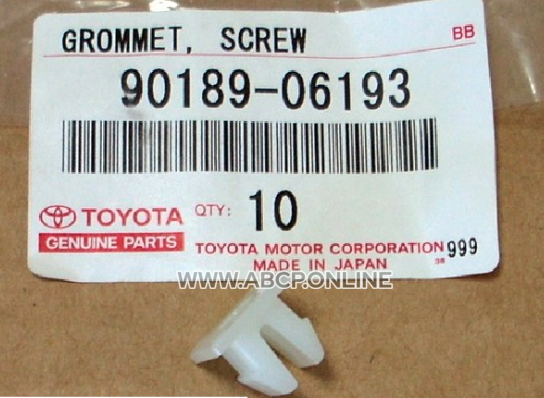 GROMMET, SCREW BB
90189-06193
TOYOTA QTY: 10
GENUINE PARTS
TOYOTA MOTOR CORPORATION 999
MADE IN JAPAN
WWW.ABCP.ONLINE